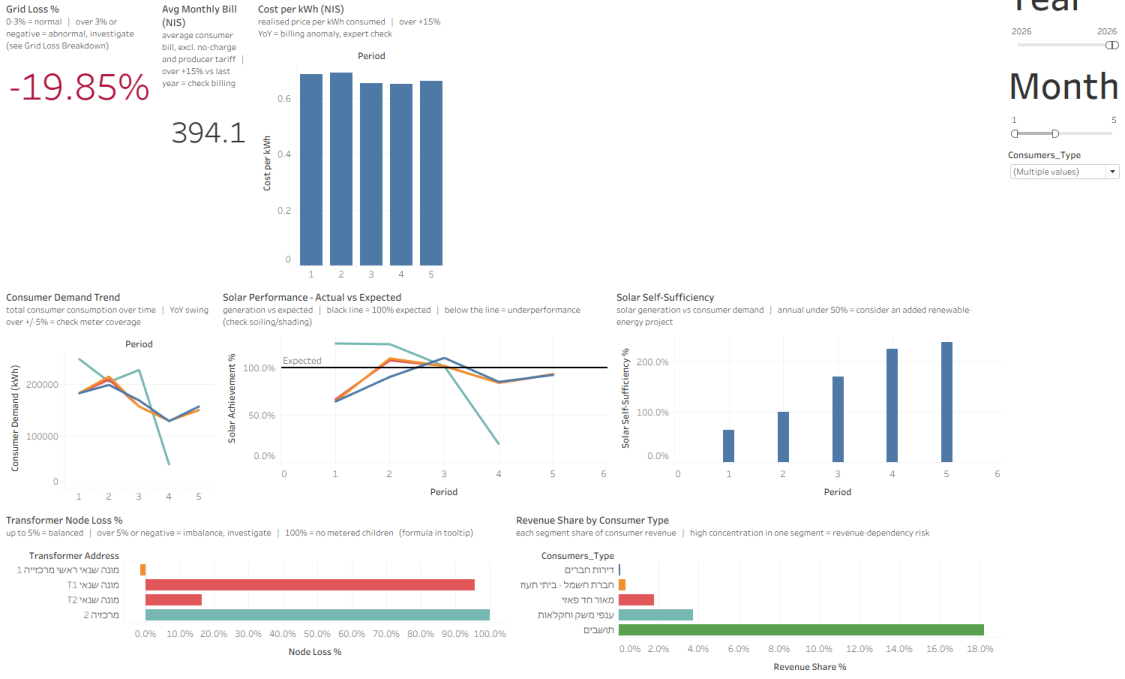 Grid Loss %
0-3% = normal | over 3% or
negative = abnormal, investigate
(see Grid Loss Breakdown)
-19.85%
Avg Monthly Bill
(NIS)
average consumer
bill, excl. no-charge
and producer tariff |
over +15% vs last
year = check billing
394.1
Cost per kWh (NIS)
realised price per kWh consumed | over +15%
YoY = billing anomaly, expert check
Period
Cost per kWh
0.6
0.4
0.2
0
1 2 3 4 5
2026 2026
Month
1 5
Consumers_Type
(Multiple values)
Consumer Demand Trend
total consumer consumption over time | YoY swing
over +/-5% = check meter coverage
Period
Consumer Demand (kWh)
200000
100000
0
1 2 3 4 5
Solar Performance - Actual vs Expected
generation vs expected | black line = 100% expected | below the line = underperformance
(check soiling/shading)
Solar Achievement %
Expected
100.0%
50.0%
0.0%
0 1 2 3 4 5 6
Period
Solar Self-Sufficiency
solar generation vs consumer demand | annual under 50% = consider an added renewable-
energy project
Solar Self-Sufficiency %
200.0%
100.0%
0.0%
0 1 2 3 4 5 6
Period
Transformer Node Loss %
up to 5% = balanced | over 5% or negative = imbalance, investigate | 100% = no metered children (formula in tooltip)
Transformer Address
מונה שנאי ראשי מרכזייה 1
מונה שנאי T1
מונה שנאי T2
מרכזיה 2
0.0% 10.0% 20.0% 30.0% 40.0% 50.0% 60.0% 70.0% 80.0% 90.0% 100.0%
Node Loss %
Revenue Share by Consumer Type
each segment share of consumer revenue | high concentration in one segment = revenue-dependency risk
Consumers_Type
דירות חברים
חברת חשמל - ביתי תעוז
מאור חד פאזי
ענפי משק וחקלאות
תושבים
0.0% 2.0% 4.0% 6.0% 8.0% 10.0% 12.0% 14.0% 16.0% 18.0%
Revenue Share %